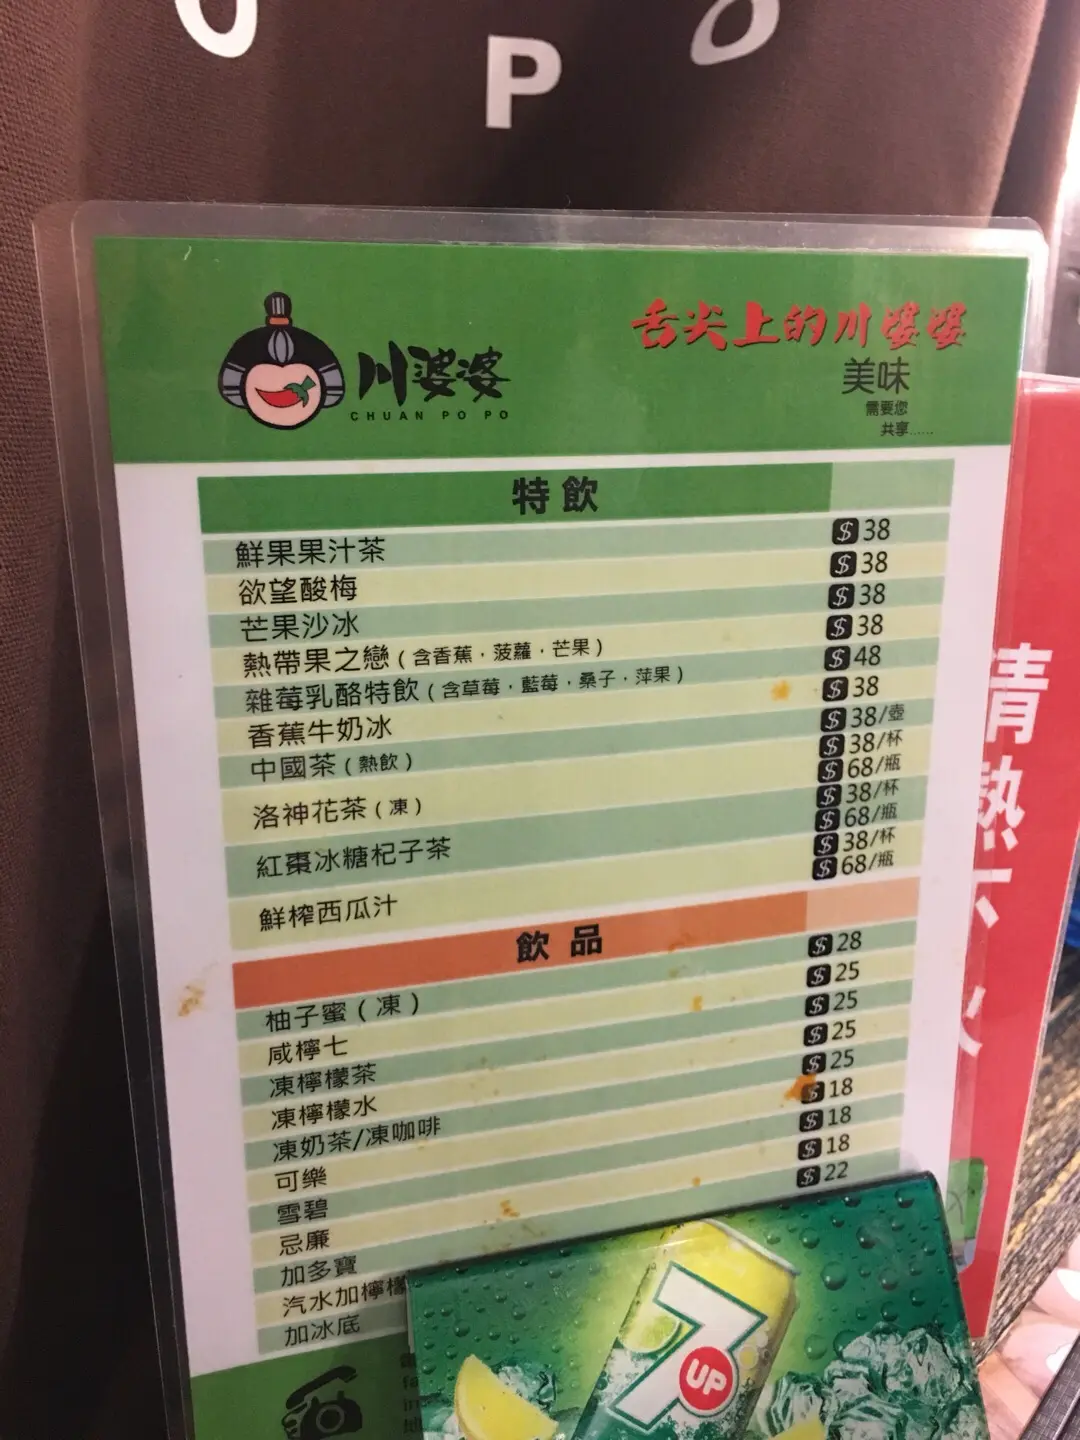 O P O
川婆婆
CHUAN PO PO
舌尖上的川婆婆
美味
需要您
共享......
特飲
鮮果果汁茶 $ 38
欲望酸梅 $ 38
芒果沙冰 $ 38
熱帶果之戀 ( 含香蕉，菠蘿，芒果 ) $ 38
雜莓乳酪特飲 ( 含草莓，藍莓，桑子，萍果 ) $ 48
香蕉牛奶冰 $ 38
中國茶 ( 熱飲 ) $ 38/壺
洛神花茶 ( 凍 ) $ 38/杯
$ 68/瓶
紅棗冰糖杞子茶 $ 38/杯
$ 68/瓶
鮮榨西瓜汁 $ 38/杯
$ 68/瓶
飲品
柚子蜜 ( 凍 ) $ 28
咸檸七 $ 25
凍檸檬茶 $ 25
凍檸檬水 $ 25
凍奶茶/凍咖啡 $ 25
可樂 $ 18
雪碧 $ 18
忌廉 $ 18
加多寶 $ 22
汽水加檸檬
加冰底
7
UP